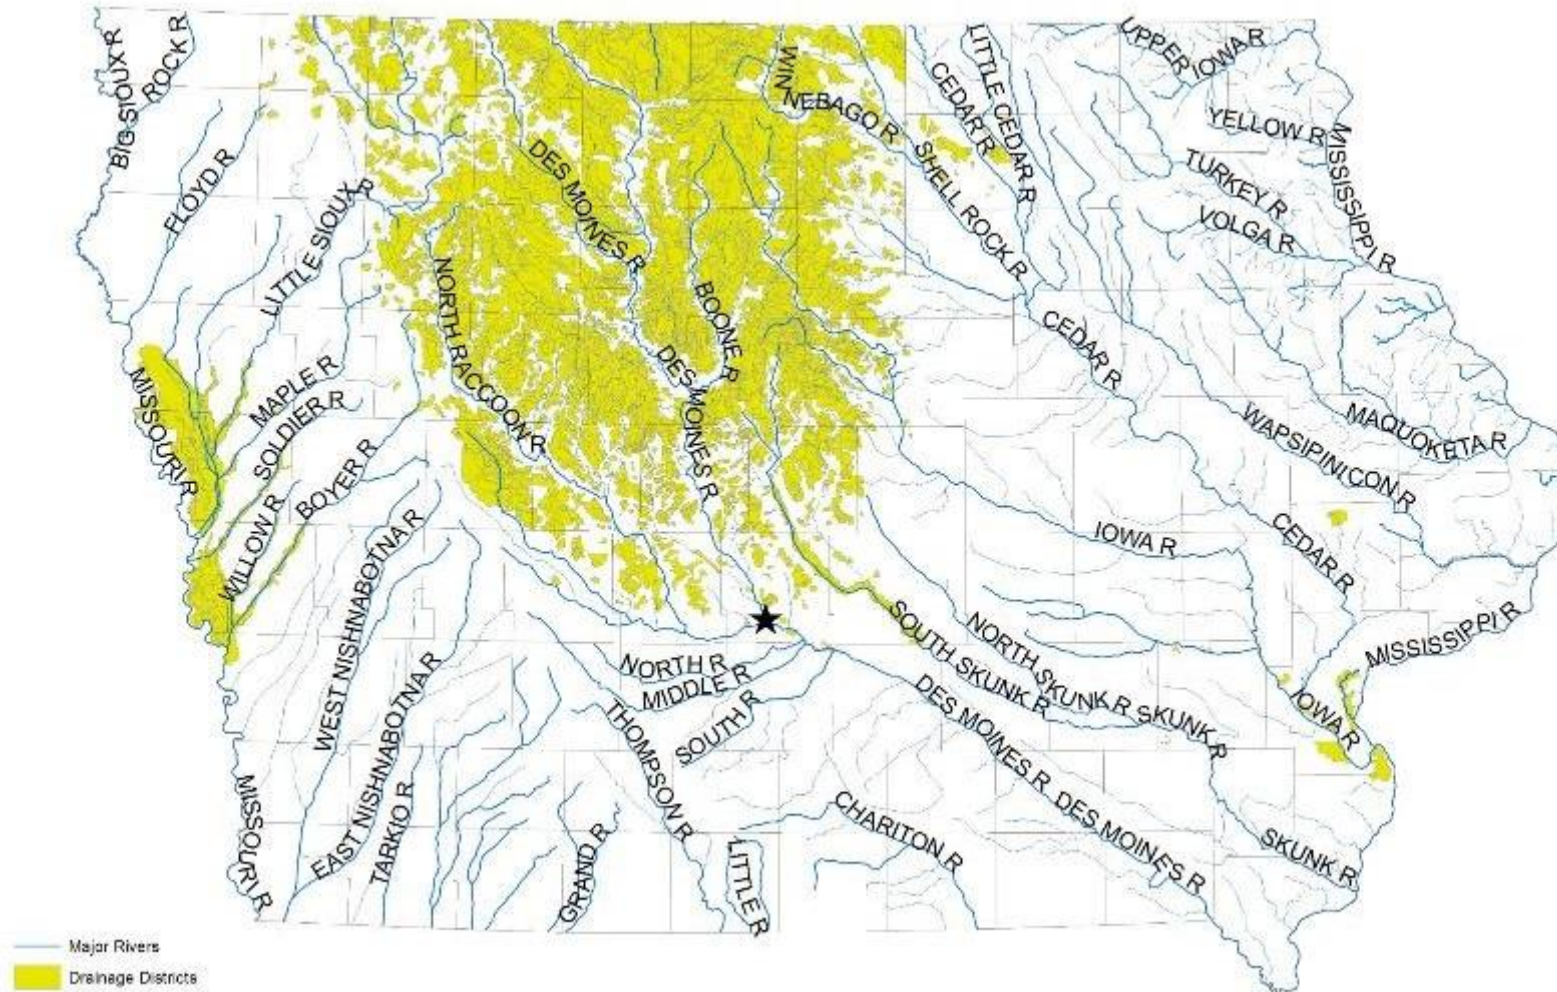 BIG SIOUX R
ROCK R
FLOYD R
LITTLE SIOUX R
DES MOINES R
WIN
NEBAGO R
CEDAR R
LITTLE CEDAR R
SHELL ROCK R
UPPER IOWA R
YELLOW R
MISSISSIPPI R
TURKEY R
VOLGA R
NORTH RACCOON R
BOONE R
DES MOINES R
CEDAR R
MISSOURI R
MAPLE R
SOLDIER R
BOYER R
WILLOW R
MAQUOKETA R
WAPSIPINICON R
IOWA R
CEDAR R
WEST NISHNABOTNA R
EAST NISHNABOTNA R
TARKIO R
NORTH R
MIDDLE R
SOUTH R
SOUTH SKUNK R
NORTH SKUNK R
SKUNK R
MISSISSIPPI R
IOWA R
DES MOINES R
DES MOINES R
THOMPSON R
CHARITON R
MISSOURI R
GRAND R
LITTLE R
SKUNK R
Major Rivers
Drainage Districts